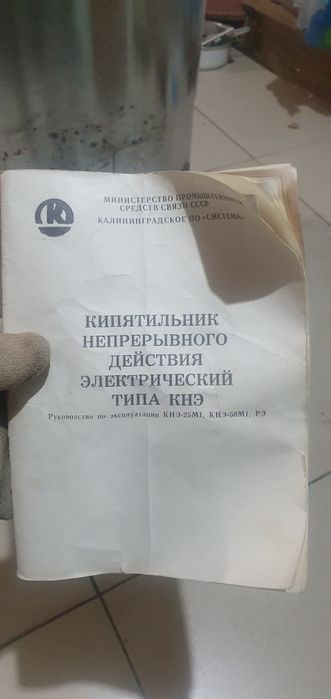 К
МИНИСТЕРСТВО ПРОМЫШЛЕННОСТИ
СРЕДСТВ СВЯЗИ СССР
КАЛИНИНГРАДСКОЕ ПО «СИСТЕМА»
КИПЯТИЛЬНИК
НЕПРЕРЫВНОГО
ДЕЙСТВИЯ
ЭЛЕКТРИЧЕСКИЙ
ТИПА КНЭ
Руководство по эксплуатации КНЭ-25М1, КНЭ-50М1, РЭ